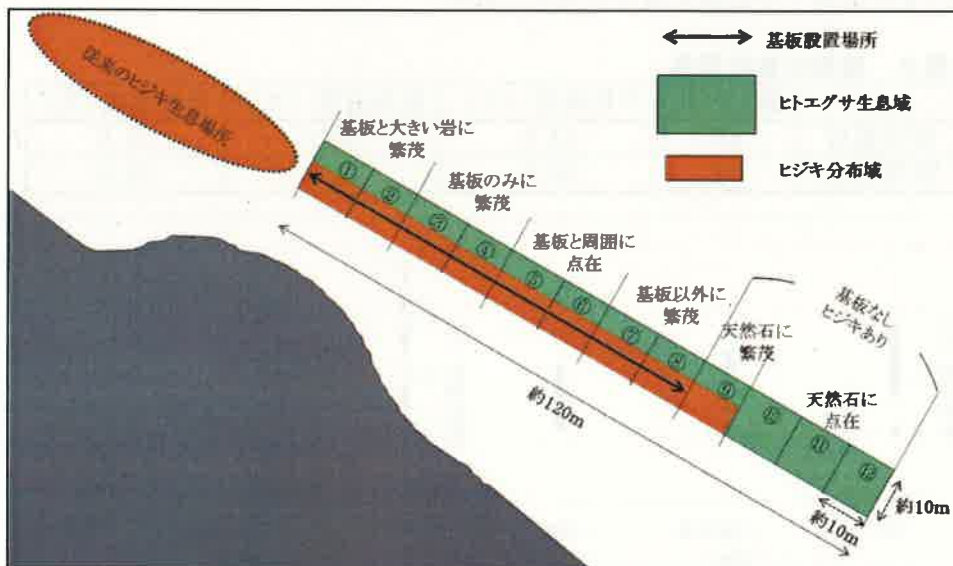 従来のヒジキ生息場所
基板設置場所
ヒトエグサ生息域
ヒジキ分布域
基板と大きい岩に
繁茂
基板のみに
繁茂
基板と周囲に
点在
基板以外に
繁茂
天然石に
繁茂
基板なし
ヒジキあり
天然石に
点在
①
②
③
④
⑤
⑥
⑦
⑧
⑨
⑩
⑪
⑫
約120m
約10m
約10m